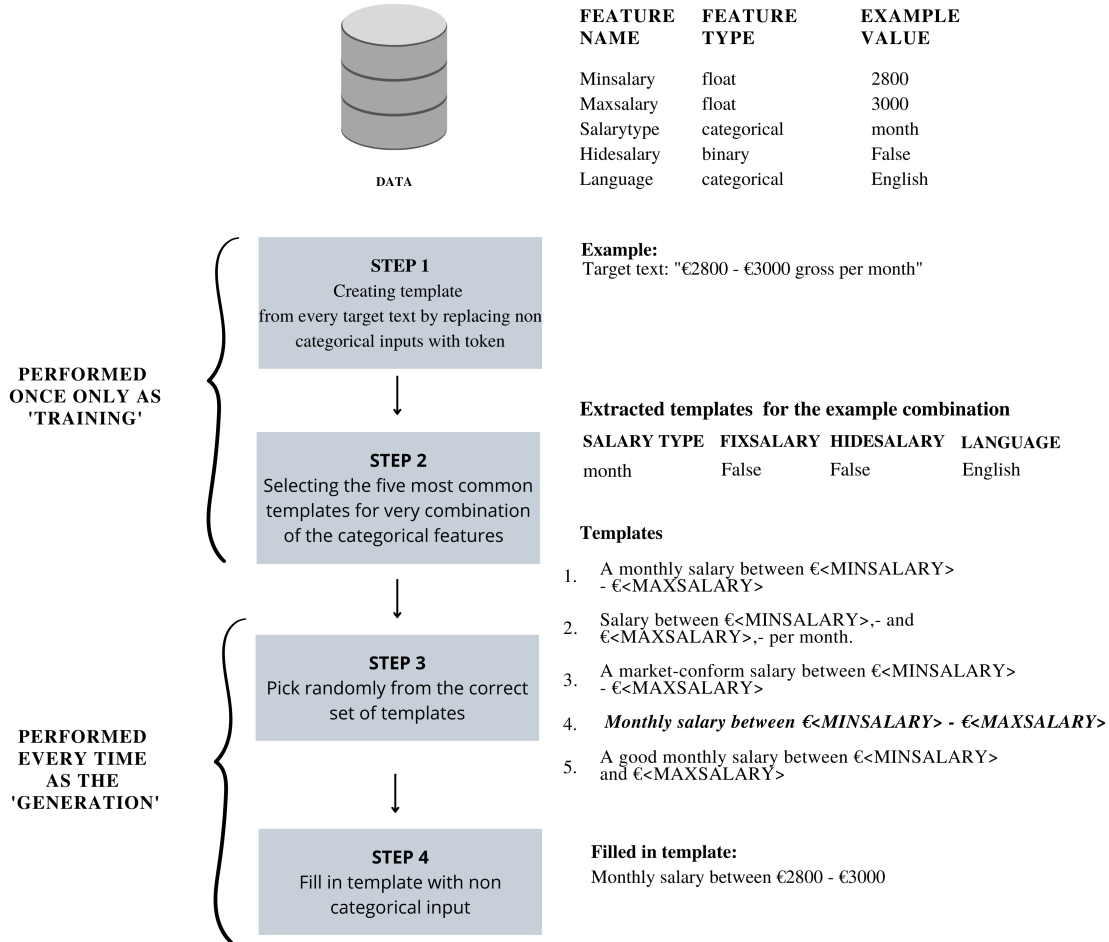 FEATURE NAME FEATURE TYPE EXAMPLE VALUE
Minsalary float 2800
Maxsalary float 3000
Salarytype categorical month
Hidesalary binary False
Language categorical English
DATA
PERFORMED
ONCE ONLY AS
'TRAINING'
STEP 1
Creating template
from every target text by replacing non
categorical inputs with token
Example:
Target text: "€2800 - €3000 gross per month"
STEP 2
Selecting the five most common
templates for very combination
of the categorical features
Extracted templates for the example combination
SALARY TYPE FIXSALARY HIDESALARY LANGUAGE
month False False English
Templates
1. A monthly salary between €<MINSALARY>
- €<MAXSALARY>
2. Salary between €<MINSALARY>,- and
€<MAXSALARY>,- per month.
3. A market-conform salary between €<MINSALARY>
- €<MAXSALARY>
4. Monthly salary between €<MINSALARY> - €<MAXSALARY>
5. A good monthly salary between €<MINSALARY>
and €<MAXSALARY>
PERFORMED
EVERY TIME
AS THE
'GENERATION'
STEP 3
Pick randomly from the correct
set of templates
STEP 4
Fill in template with non
categorical input
Filled in template:
Monthly salary between €2800 - €3000